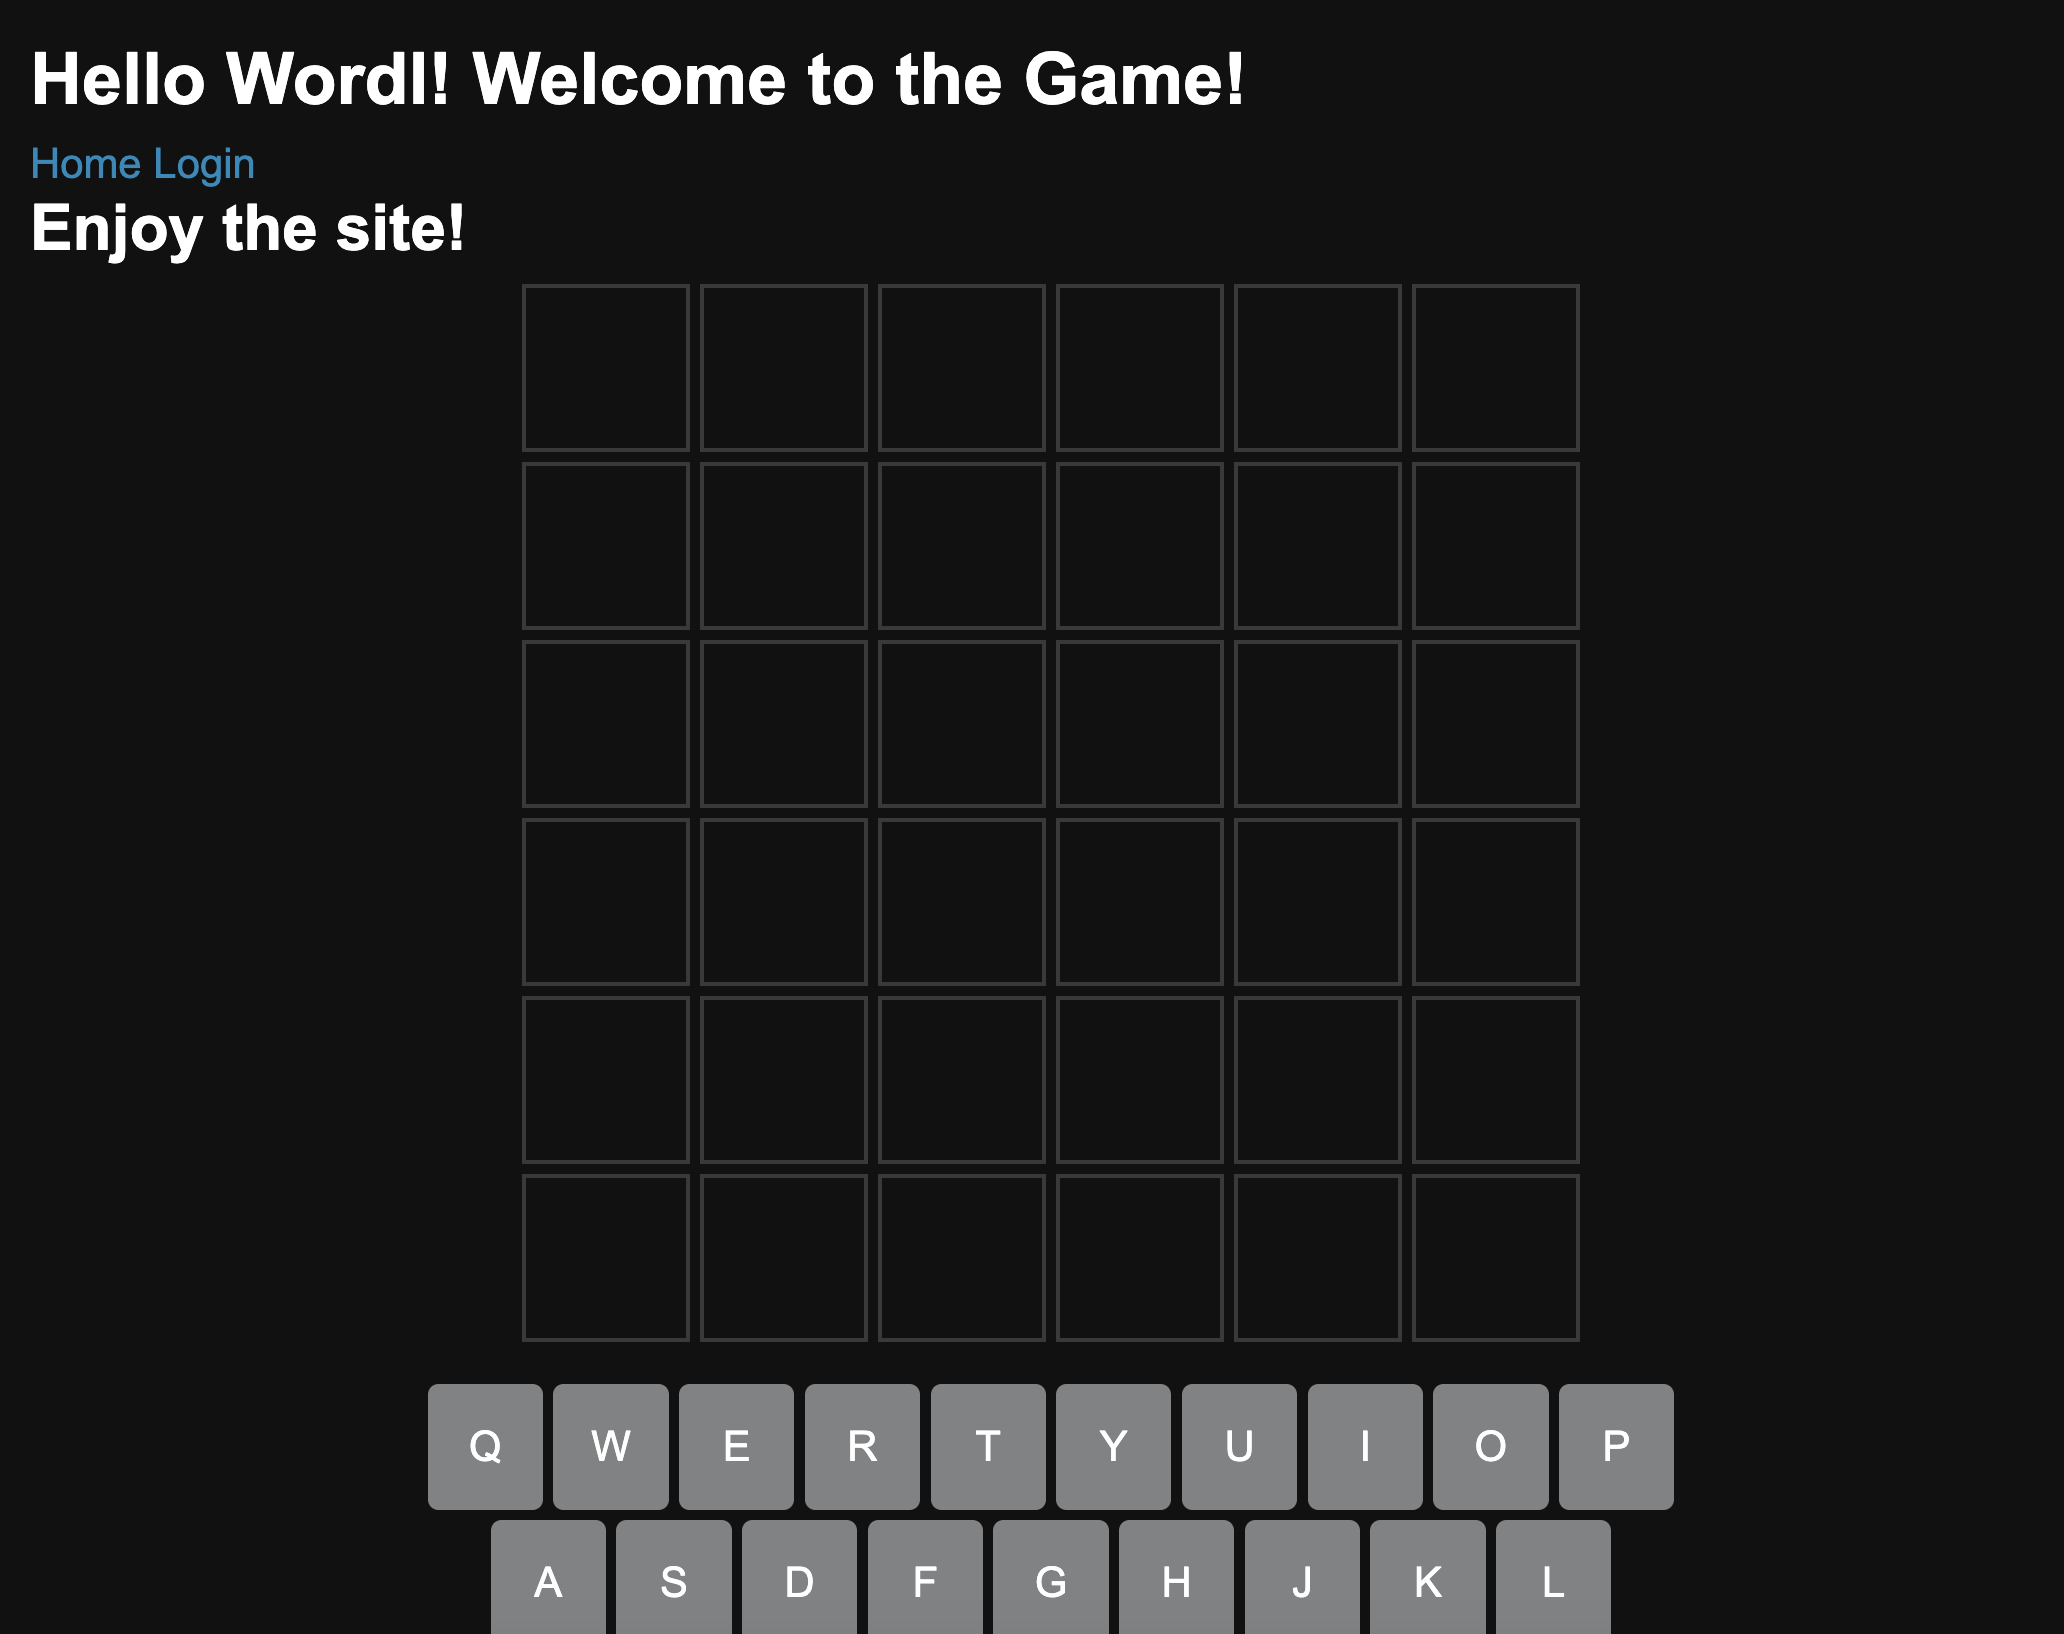 Hello Wordl! Welcome to the Game!
Home Login
Enjoy the site!
Q W E R T Y U I O P
A S D F G H J K L